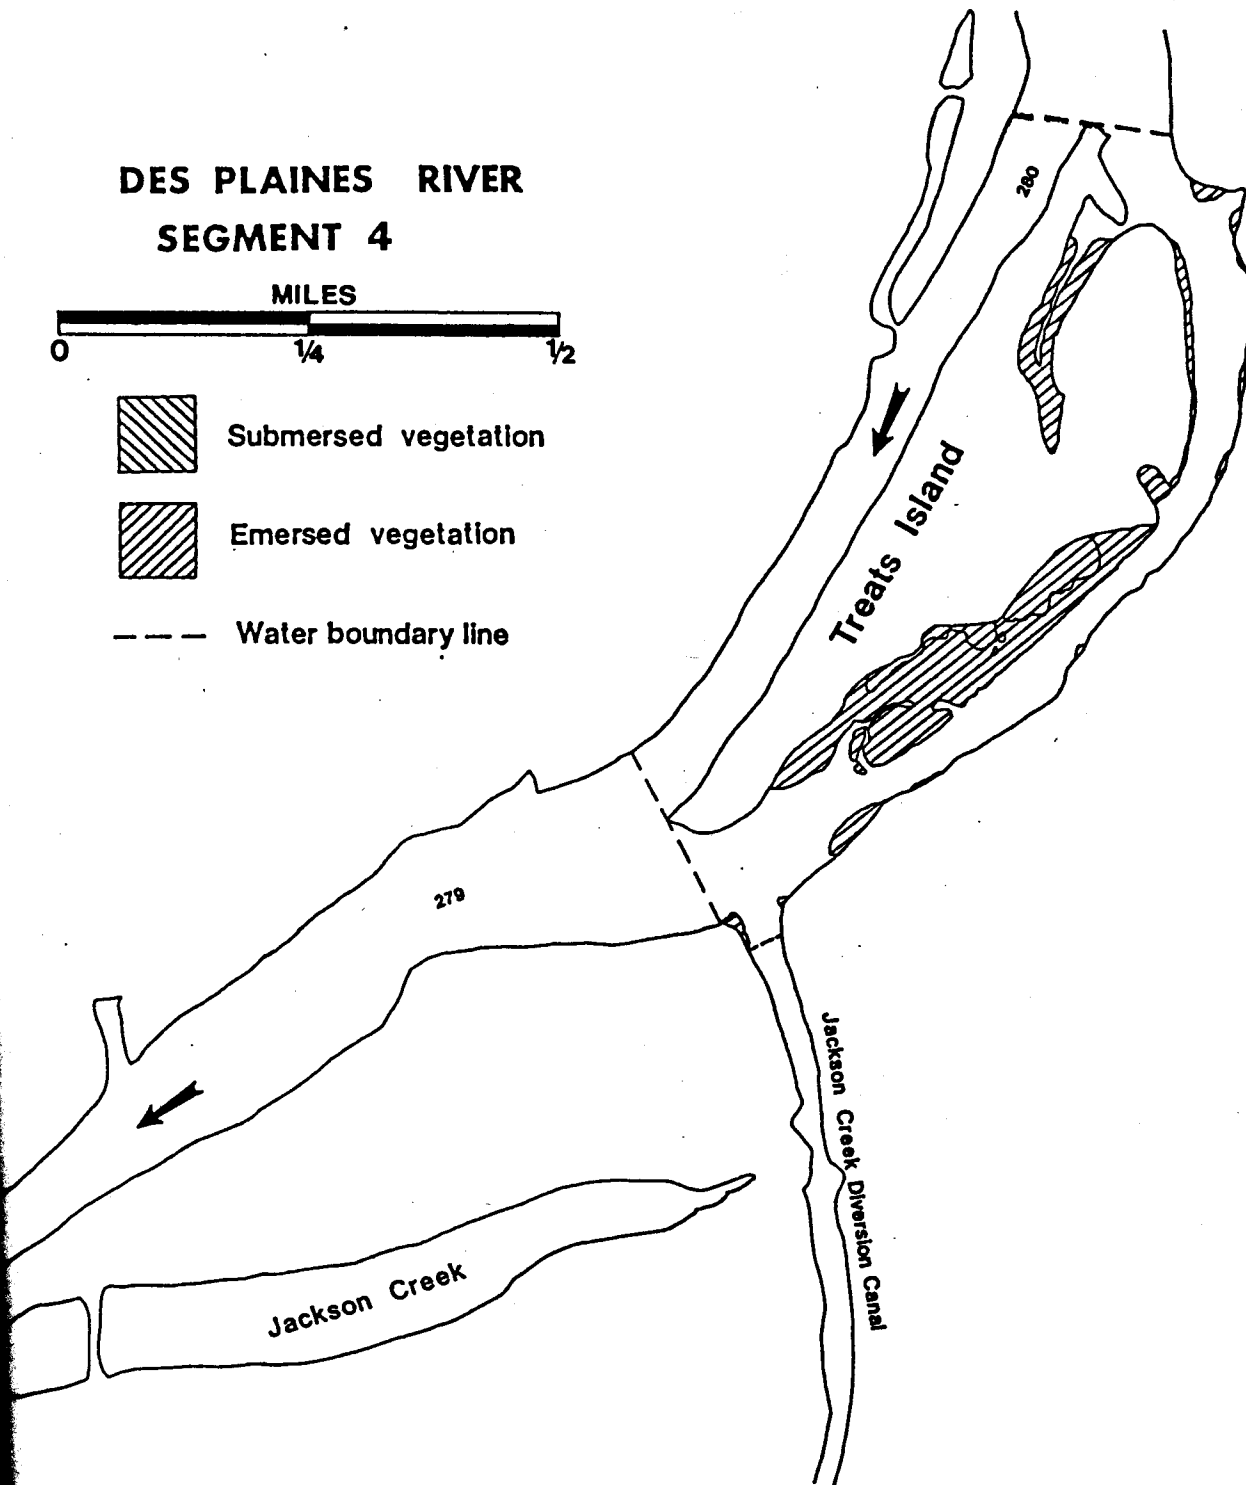 DES PLAINES RIVER
SEGMENT 4
MILES
0 1/4 1/2
Submersed vegetation
Emersed vegetation
Water boundary line
280
Treats Island
279
Jackson Creek Diversion Canal
Jackson Creek